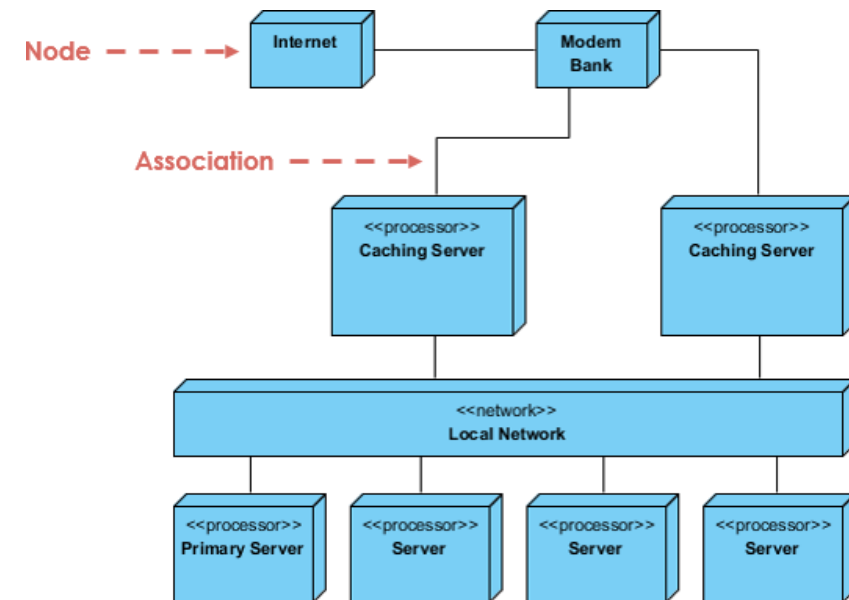 Internet
Modem
Bank
Node
Association
<<processor>>
Caching Server
<<processor>>
Caching Server
<<network>>
Local Network
<<processor>>
Primary Server
<<processor>>
Server
<<processor>>
Server
<<processor>>
Server